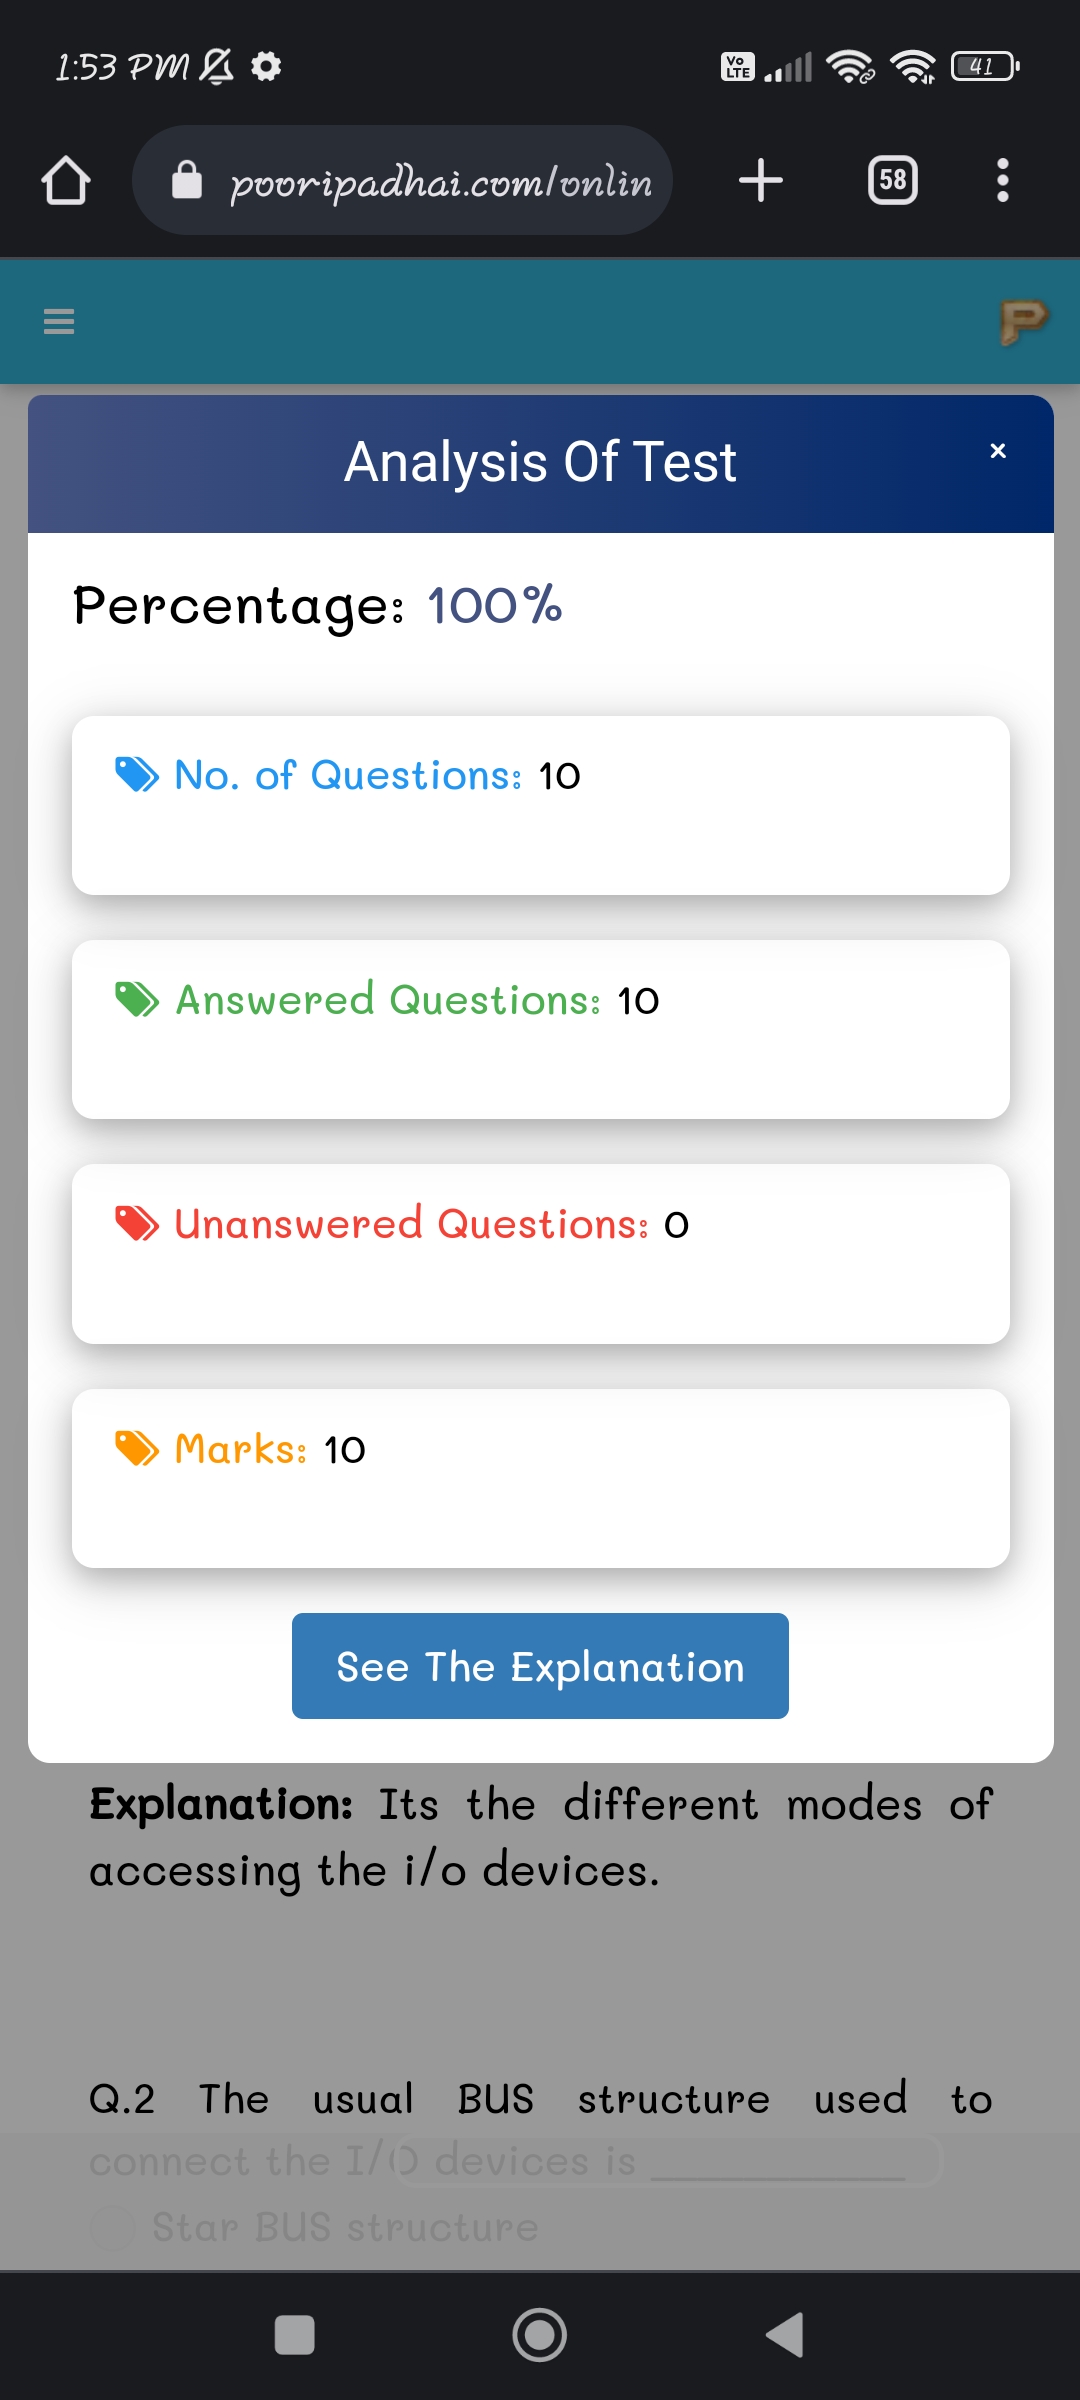 1:53 PM
Vo LTE
41
pooripadhai.com/onlin
58
P
Analysis Of Test
×
Percentage: 100%
No. of Questions: 10
Answered Questions: 10
Unanswered Questions: 0
Marks: 10
See The Explanation
Explanation: Its the different modes of
accessing the i/o devices.
Q.2 The usual BUS structure used to
connect the I/O devices is ___________
Star BUS structure